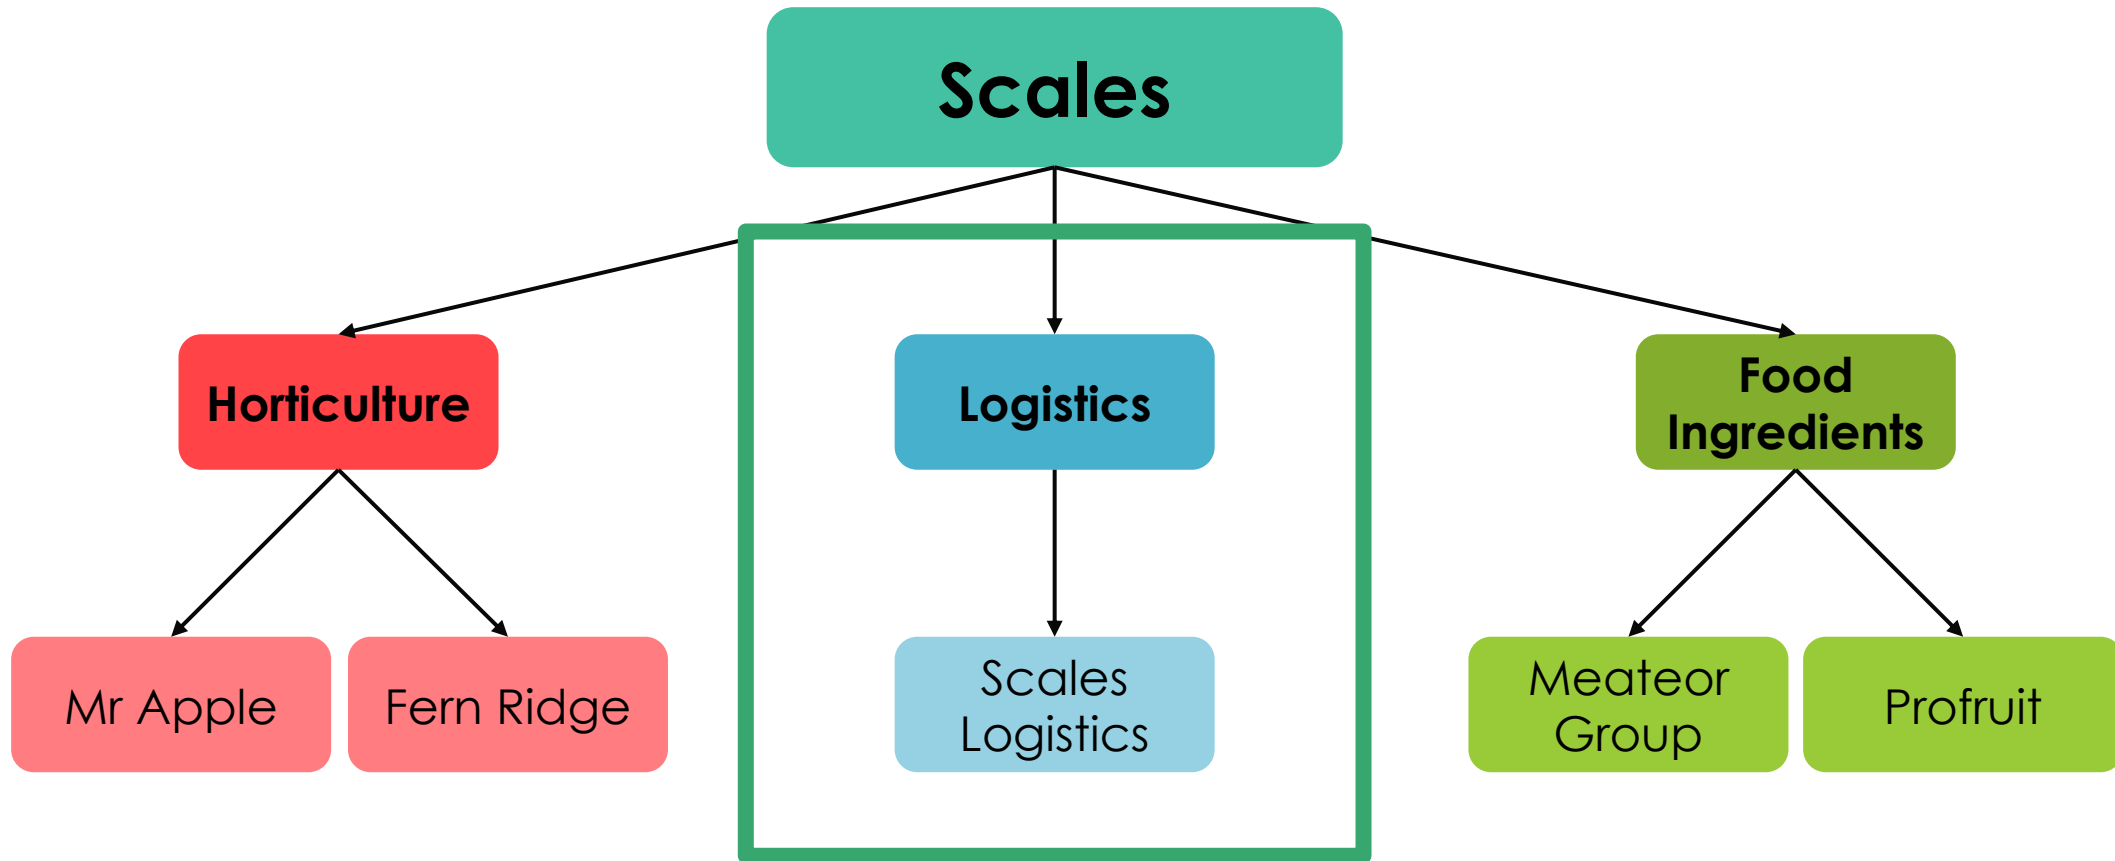 Scales
Horticulture
Logistics
Food
Ingredients
Mr Apple
Fern Ridge
Scales
Logistics
Meateor
Group
Profruit